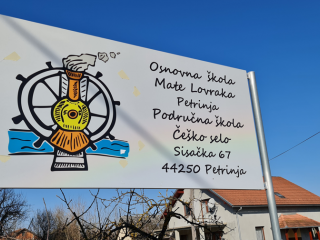 Osnovna škola
Mate Lovraka
Petrinja
Područna škola
Češko selo
Sisačka 67
44250 Petrinja